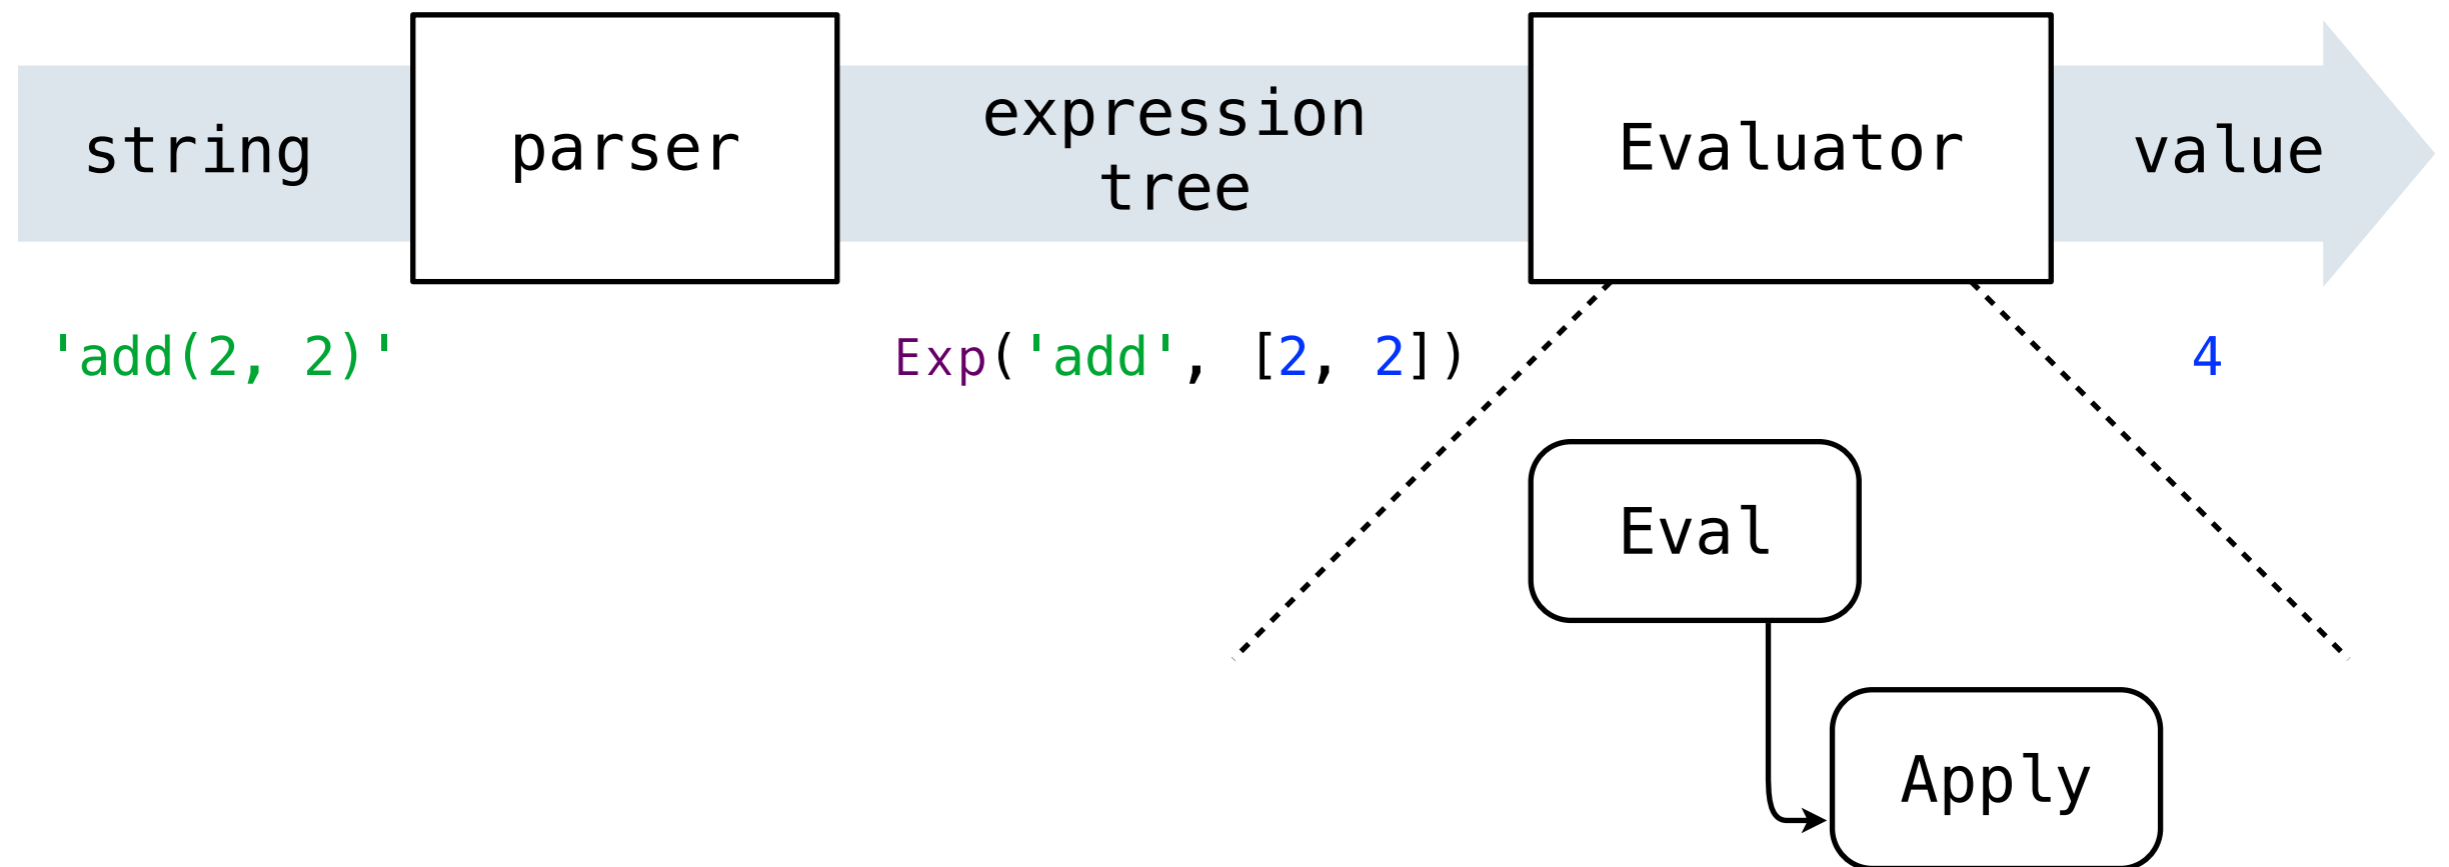 string
parser
expression
tree
Evaluator
value
'add(2, 2)'
Exp('add', [2, 2])
4
Eval
Apply